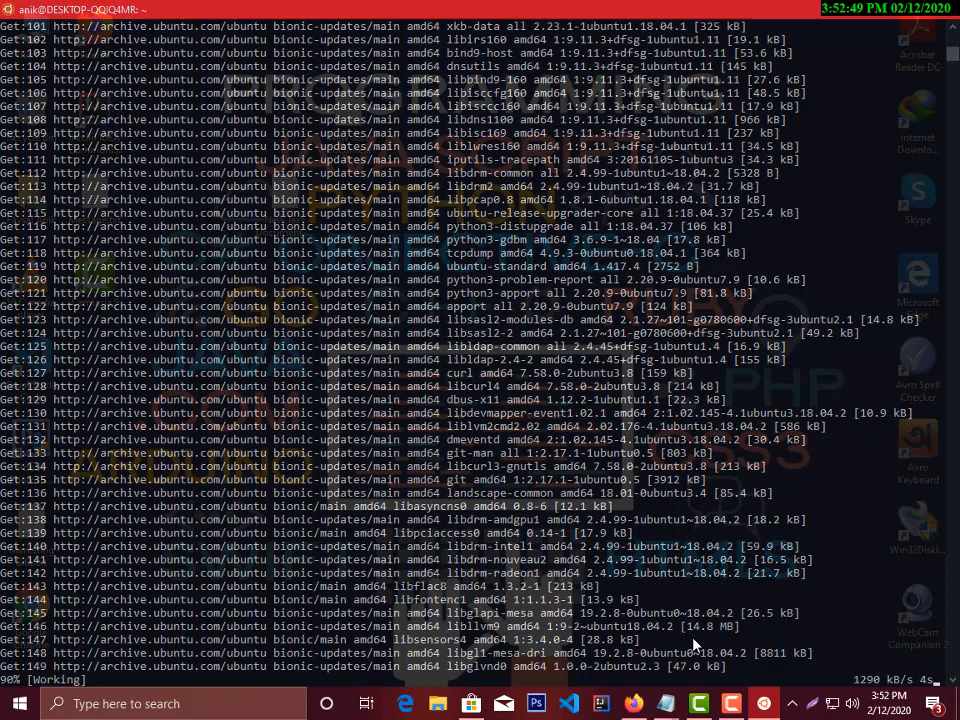 anik@DESKTOP-QQIQ4MR: ~
3:52:49 PM 02/12/2020
Get:101 http://archive.ubuntu.com/ubuntu bionic-updates/main amd64 xkb-data all 2.23.1-1ubuntu1.18.04.1 [325 kB]
Get:102 http://archive.ubuntu.com/ubuntu bionic-updates/main amd64 libirs160 amd64 1:9.11.3+dfsg-1ubuntu1.11 [19.1 kB]
Get:103 http://archive.ubuntu.com/ubuntu bionic-updates/main amd64 bind9-host amd64 1:9.11.3+dfsg-1ubuntu1.11 [53.6 kB]
Get:104 http://archive.ubuntu.com/ubuntu bionic-updates/main amd64 dnsutils amd64 1:9.11.3+dfsg-1ubuntu1.11 [145 kB]
Get:105 http://archive.ubuntu.com/ubuntu bionic-updates/main amd64 libbind9-160 amd64 1:9.11.3+dfsg-1ubuntu1.11 [27.6 kB]
Get:106 http://archive.ubuntu.com/ubuntu bionic-updates/main amd64 libisccfg160 amd64 1:9.11.3+dfsg-1ubuntu1.11 [48.5 kB]
Get:107 http://archive.ubuntu.com/ubuntu bionic-updates/main amd64 libisccc160 amd64 1:9.11.3+dfsg-1ubuntu1.11 [17.9 kB]
Get:108 http://archive.ubuntu.com/ubuntu bionic-updates/main amd64 libdns1100 amd64 1:9.11.3+dfsg-1ubuntu1.11 [966 kB]
Get:109 http://archive.ubuntu.com/ubuntu bionic-updates/main amd64 libisc169 amd64 1:9.11.3+dfsg-1ubuntu1.11 [237 kB]
Get:110 http://archive.ubuntu.com/ubuntu bionic-updates/main amd64 liblwres160 amd64 1:9.11.3+dfsg-1ubuntu1.11 [34.5 kB]
Get:111 http://archive.ubuntu.com/ubuntu bionic-updates/main amd64 iputils-tracepath amd64 3:20161105-1ubuntu3 [34.3 kB]
Get:112 http://archive.ubuntu.com/ubuntu bionic-updates/main amd64 libdrm-common all 2.4.99-1ubuntu1~18.04.2 [5328 B]
Get:113 http://archive.ubuntu.com/ubuntu bionic-updates/main amd64 libdrm2 amd64 2.4.99-1ubuntu1~18.04.2 [31.7 kB]
Get:114 http://archive.ubuntu.com/ubuntu bionic-updates/main amd64 libpcap0.8 amd64 1.8.1-6ubuntu1.18.04.1 [118 kB]
Get:115 http://archive.ubuntu.com/ubuntu bionic-updates/main amd64 ubuntu-release-upgrader-core all 1:18.04.37 [25.4 kB]
Get:116 http://archive.ubuntu.com/ubuntu bionic-updates/main amd64 python3-distupgrade all 1:18.04.37 [106 kB]
Get:117 http://archive.ubuntu.com/ubuntu bionic-updates/main amd64 python3-gdbm amd64 3.6.9-1~18.04 [17.8 kB]
Get:118 http://archive.ubuntu.com/ubuntu bionic-updates/main amd64 tcpdump amd64 4.9.3-0ubuntu0.18.04.1 [364 kB]
Get:119 http://archive.ubuntu.com/ubuntu bionic-updates/main amd64 ubuntu-standard amd64 1.417.4 [2752 B]
Get:120 http://archive.ubuntu.com/ubuntu bionic-updates/main amd64 python3-problem-report all 2.20.9-0ubuntu7.9 [10.6 kB]
Get:121 http://archive.ubuntu.com/ubuntu bionic-updates/main amd64 python3-apport all 2.20.9-0ubuntu7.9 [81.8 kB]
Get:122 http://archive.ubuntu.com/ubuntu bionic-updates/main amd64 apport all 2.20.9-0ubuntu7.9 [124 kB]
Get:123 http://archive.ubuntu.com/ubuntu bionic-updates/main amd64 libsasl2-modules-db amd64 2.1.27~101-g0780600+dfsg-3ubuntu2.1 [14.8 kB]
Get:124 http://archive.ubuntu.com/ubuntu bionic-updates/main amd64 libsasl2-2 amd64 2.1.27~101-g0780600+dfsg-3ubuntu2.1 [49.2 kB]
Get:125 http://archive.ubuntu.com/ubuntu bionic-updates/main amd64 libldap-common all 2.4.45+dfsg-1ubuntu1.4 [16.9 kB]
Get:126 http://archive.ubuntu.com/ubuntu bionic-updates/main amd64 libldap-2.4-2 amd64 2.4.45+dfsg-1ubuntu1.4 [155 kB]
Get:127 http://archive.ubuntu.com/ubuntu bionic-updates/main amd64 curl amd64 7.58.0-2ubuntu3.8 [159 kB]
Get:128 http://archive.ubuntu.com/ubuntu bionic-updates/main amd64 libcurl4 amd64 7.58.0-2ubuntu3.8 [214 kB]
Get:129 http://archive.ubuntu.com/ubuntu bionic-updates/main amd64 dbus-x11 amd64 1.12.2-1ubuntu1.1 [22.3 kB]
Get:130 http://archive.ubuntu.com/ubuntu bionic-updates/main amd64 libdevmapper-event1.02.1 amd64 2:1.02.145-4.1ubuntu3.18.04.2 [10.9 kB]
Get:131 http://archive.ubuntu.com/ubuntu bionic-updates/main amd64 liblvm2cmd2.02 amd64 2.02.176-4.1ubuntu3.18.04.2 [586 kB]
Get:132 http://archive.ubuntu.com/ubuntu bionic-updates/main amd64 dmeventd amd64 2:1.02.145-4.1ubuntu3.18.04.2 [30.4 kB]
Get:133 http://archive.ubuntu.com/ubuntu bionic-updates/main amd64 git-man all 1:2.17.1-1ubuntu0.5 [803 kB]
Get:134 http://archive.ubuntu.com/ubuntu bionic-updates/main amd64 libcurl3-gnutls amd64 7.58.0-2ubuntu3.8 [213 kB]
Get:135 http://archive.ubuntu.com/ubuntu bionic-updates/main amd64 git amd64 1:2.17.1-1ubuntu0.5 [3912 kB]
Get:136 http://archive.ubuntu.com/ubuntu bionic-updates/main amd64 landscape-common amd64 18.01-0ubuntu3.4 [85.4 kB]
Get:137 http://archive.ubuntu.com/ubuntu bionic/main amd64 libasyncns0 amd64 0.8-6 [12.1 kB]
Get:138 http://archive.ubuntu.com/ubuntu bionic-updates/main amd64 libdrm-amdgpu1 amd64 2.4.99-1ubuntu1~18.04.2 [18.2 kB]
Get:139 http://archive.ubuntu.com/ubuntu bionic/main amd64 libpciaccess0 amd64 0.14-1 [17.9 kB]
Get:140 http://archive.ubuntu.com/ubuntu bionic-updates/main amd64 libdrm-intel1 amd64 2.4.99-1ubuntu1~18.04.2 [59.9 kB]
Get:141 http://archive.ubuntu.com/ubuntu bionic-updates/main amd64 libdrm-nouveau2 amd64 2.4.99-1ubuntu1~18.04.2 [16.5 kB]
Get:142 http://archive.ubuntu.com/ubuntu bionic-updates/main amd64 libdrm-radeon1 amd64 2.4.99-1ubuntu1~18.04.2 [21.7 kB]
Get:143 http://archive.ubuntu.com/ubuntu bionic/main amd64 libflac8 amd64 1.3.2-1 [213 kB]
Get:144 http://archive.ubuntu.com/ubuntu bionic/main amd64 libfontenc1 amd64 1:1.1.3-1 [13.9 kB]
Get:145 http://archive.ubuntu.com/ubuntu bionic-updates/main amd64 libglapi-mesa amd64 19.2.8-0ubuntu0~18.04.2 [26.5 kB]
Get:146 http://archive.ubuntu.com/ubuntu bionic-updates/main amd64 libllvm9 amd64 1:9-2~ubuntu18.04.2 [14.8 MB]
Get:147 http://archive.ubuntu.com/ubuntu bionic/main amd64 libsensors4 amd64 1:3.4.0-4 [28.8 kB]
Get:148 http://archive.ubuntu.com/ubuntu bionic-updates/main amd64 libgl1-mesa-dri amd64 19.2.8-0ubuntu0~18.04.2 [8811 kB]
Get:149 http://archive.ubuntu.com/ubuntu bionic-updates/main amd64 libglvnd0 amd64 1.0.0-2ubuntu2.3 [47.0 kB]
90% [Working] 1290 kB/s 4s
Acrobat
Reader DC
Internet
Downlo...
Skype
Microsoft
Edge
Avro Spell
Checker
Avro
Keyboard
Win32Diskl...
WebCam
Companion 2
PROGRAMMING
JAVA SCRIPT
PYTHON
PHP
CSS3
ARDUINO
Type here to search
Ps
3:52 PM
2/12/2020
3